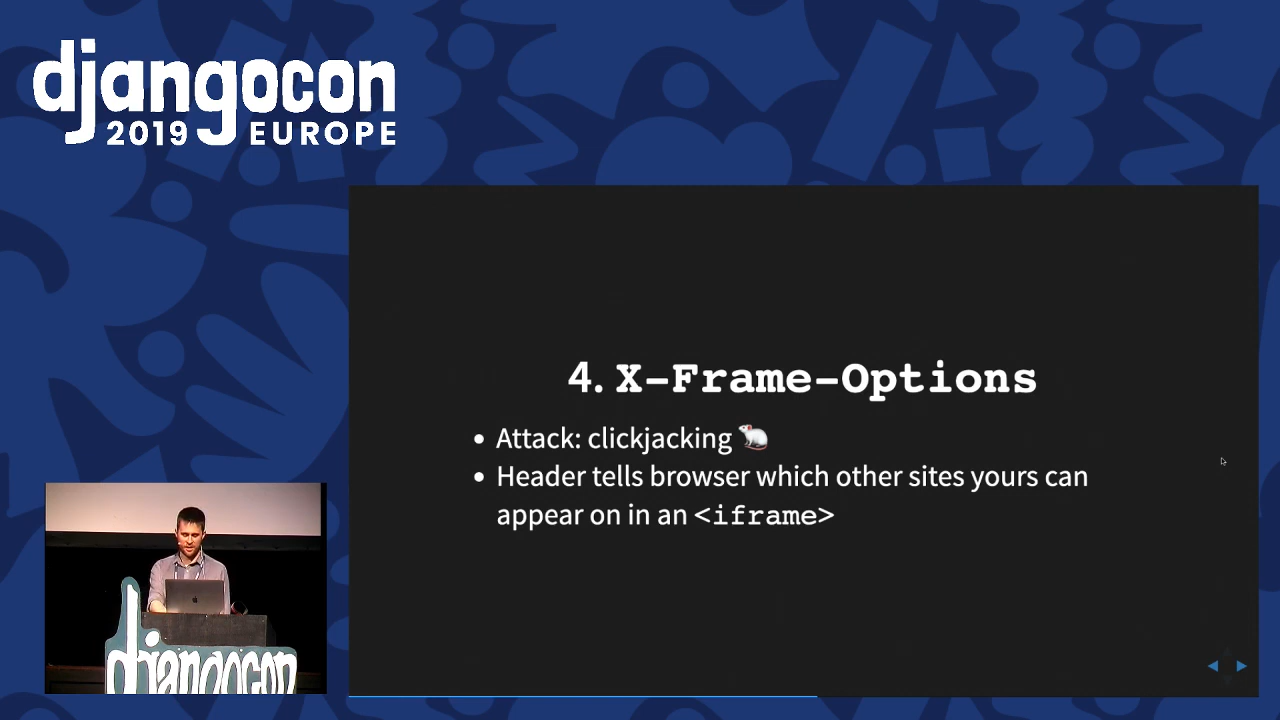 djangocon
2019 EUROPE
4. X-Frame-Options
Attack: clickjacking 🐁
Header tells browser which other sites yours can
appear on in an <iframe>
djangocon